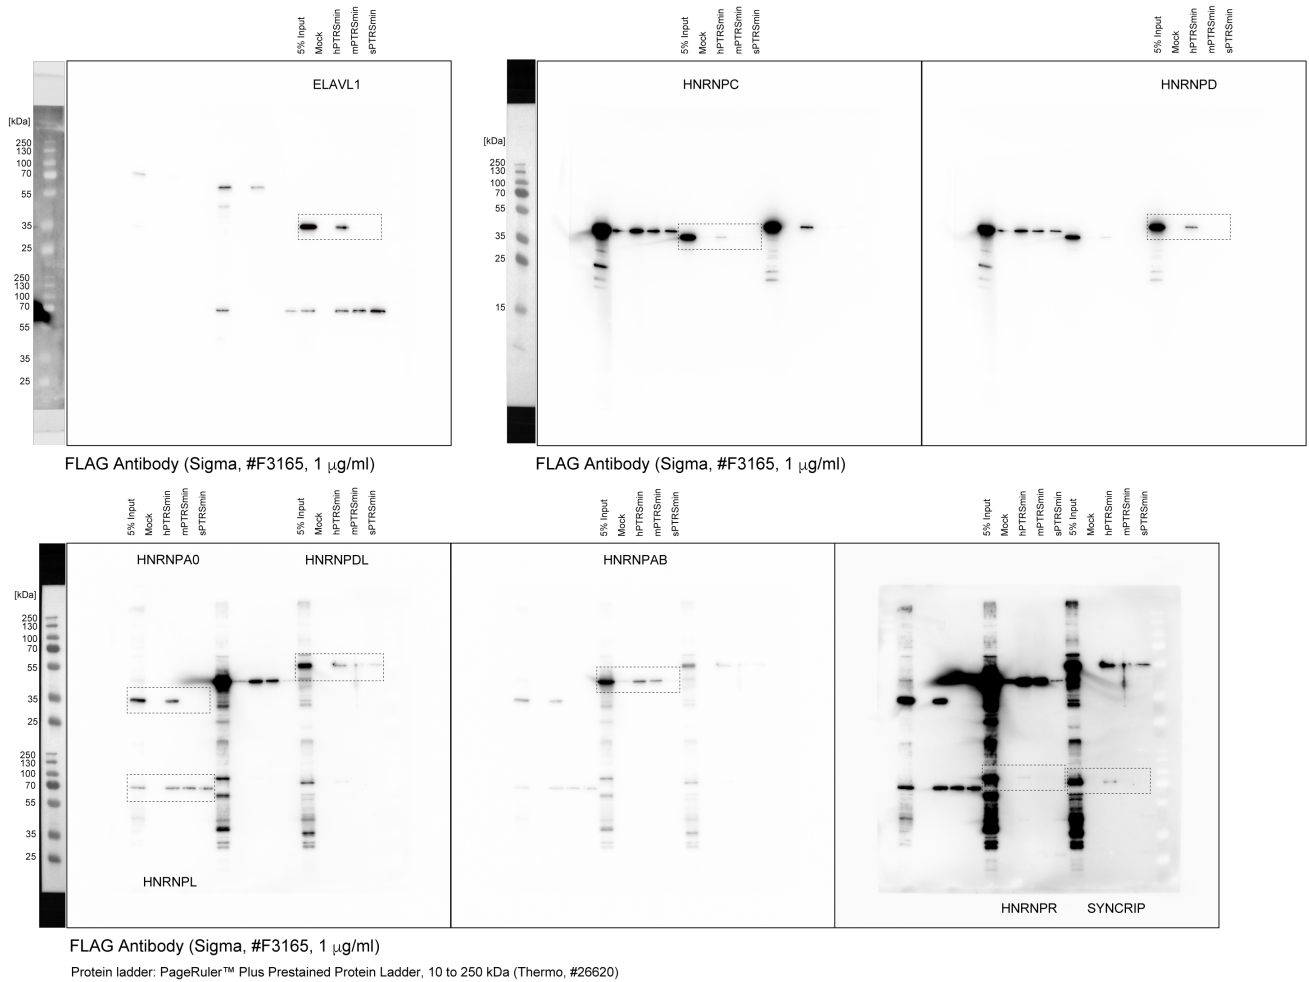 5% Input
Mock
hPTRSmin
mPTRSmin
sPTRSmin
5% Input
Mock
hPTRSmin
mPTRSmin
sPTRSmin
5% Input
Mock
hPTRSmin
mPTRSmin
sPTRSmin
ELAVL1
HNRNPC
HNRNPD
[kDa]
250
130
100
70
55
35
25
250
130
100
70
55
35
25
[kDa]
250
130
100
70
55
35
25
15
FLAG Antibody (Sigma, #F3165, 1 μg/ml)
FLAG Antibody (Sigma, #F3165, 1 μg/ml)
5% Input
Mock
hPTRSmin
mPTRSmin
sPTRSmin
5% Input
Mock
hPTRSmin
mPTRSmin
sPTRSmin
5% Input
Mock
hPTRSmin
mPTRSmin
sPTRSmin
5% Input
Mock
hPTRSmin
mPTRSmin
sPTRSmin
5% Input
Mock
hPTRSmin
mPTRSmin
sPTRSmin
HNRNPA0
HNRNPDL
HNRNPAB
[kDa]
250
130
100
70
55
35
25
250
130
100
70
55
35
25
HNRNPL
HNRNPR
SYNCRIP
FLAG Antibody (Sigma, #F3165, 1 μg/ml)
Protein ladder: PageRuler™ Plus Prestained Protein Ladder, 10 to 250 kDa (Thermo, #26620)